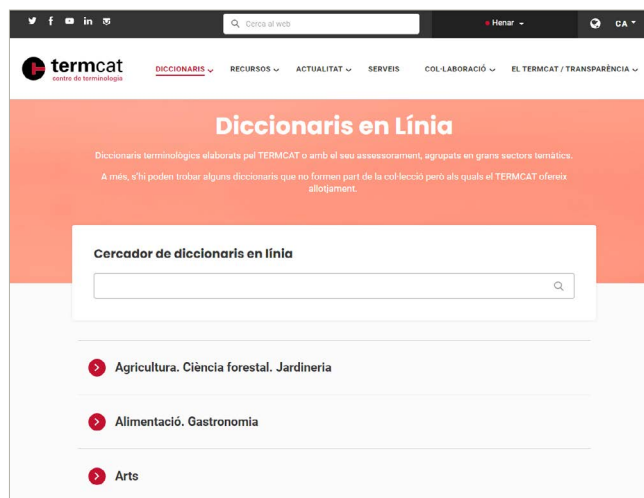 Cerca al web
Henar
CA
termcat
centre de terminologia
DICCIONARIS
RECURSOS
ACTUALITAT
SERVEIS
COL·LABORACIÓ
EL TERMCAT / TRANSPARÈNCIA
Diccionaris en Línia
Diccionaris terminològics elaborats pel TERMCAT o amb el seu assessorament, agrupats en grans sectors temàtics.
A més, s'hi poden trobar alguns diccionaris que no formen part de la col·lecció però als quals el TERMCAT ofereix
allotjament.
Cercador de diccionaris en línia
Agricultura. Ciència forestal. Jardineria
Alimentació. Gastronomia
Arts